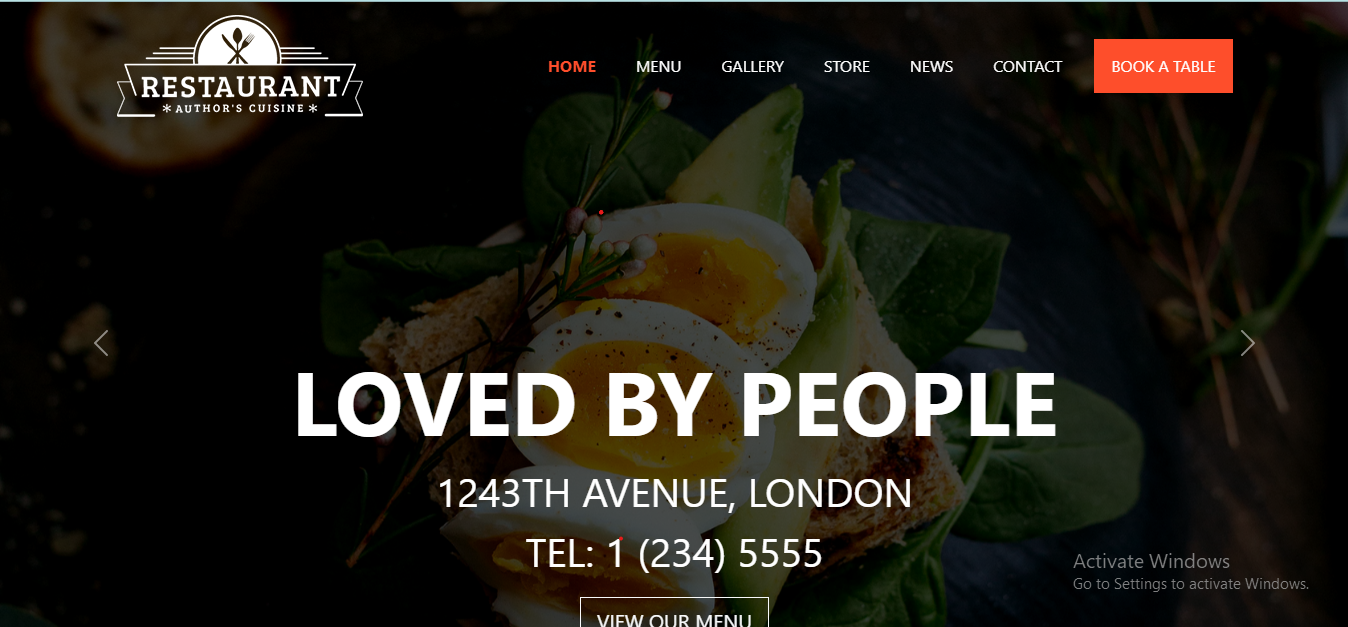 RESTAURANT
* AUTHOR'S CUISINE *
HOME MENU GALLERY STORE NEWS CONTACT BOOK A TABLE
LOVED BY PEOPLE
1243TH AVENUE, LONDON
TEL: 1 (234) 5555
Activate Windows
Go to Settings to activate Windows.
VIEW OUR MENU